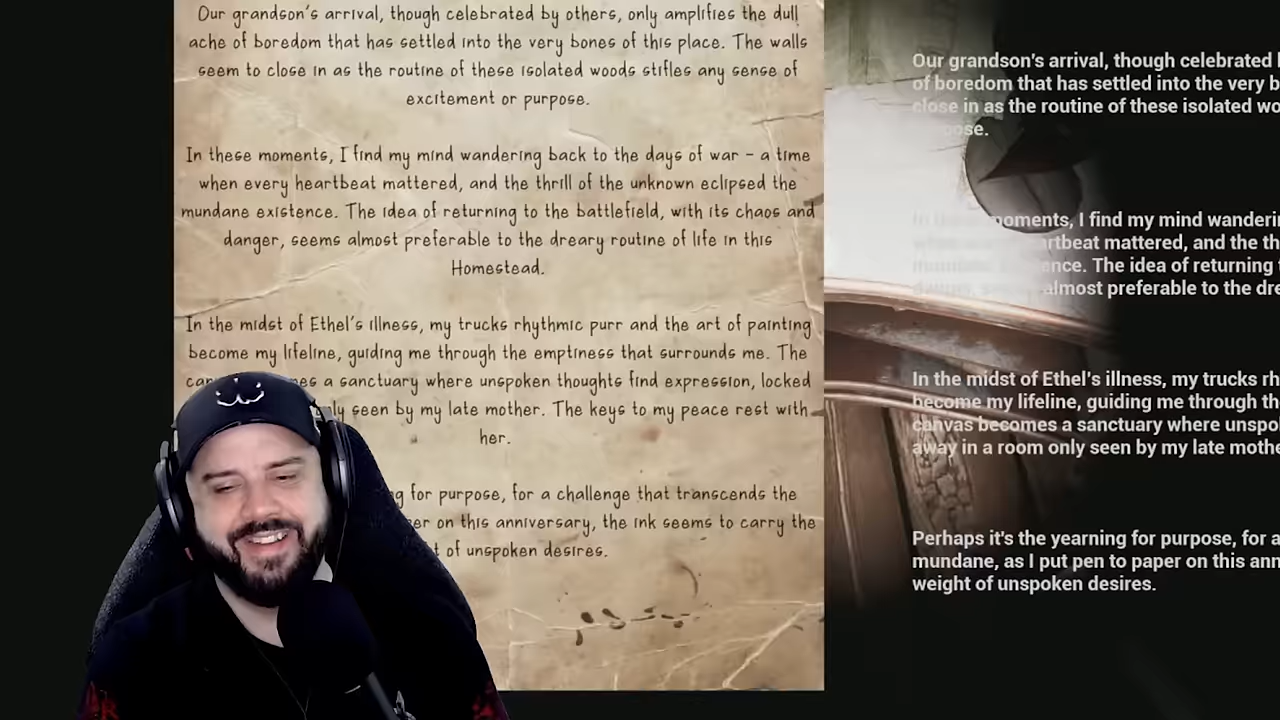 Our grandson's arrival, though celebrated by others, only amplifies the dull
ache of boredom that has settled into the very bones of this place. The walls
seem to close in as the routine of these isolated woods stifles any sense of
excitement or purpose.
In these moments, I find my mind wandering back to the days of war - a time
when every heartbeat mattered, and the thrill of the unknown eclipsed the
mundane existence. The idea of returning to the battlefield, with its chaos and
danger, seems almost preferable to the dreary routine of life in this
Homestead.
In the midst of Ethel's illness, my trucks rhythmic purr and the art of painting
become my lifeline, guiding me through the emptiness that surrounds me. The
a sanctuary where unspoken thoughts find expression, locked
seen by my late mother. The keys to my peace rest with
her.
for purpose, for a challenge that transcends the
on this anniversary, the ink seems to carry the
of unspoken desires.
Our grandson's arrival, though celebrated
of boredom that has settled into the very
close in as the routine of these isolated
In these moments, I find my mind
heartbeat mattered, and the
The idea of returning
almost preferable to the
In the midst of Ethel's illness, my trucks
become my lifeline, guiding me through
canvas becomes a sanctuary where
away in a room only seen by my late
Perhaps it's the yearning for purpose, for a
mundane, as I put pen to paper on this
weight of unspoken desires.